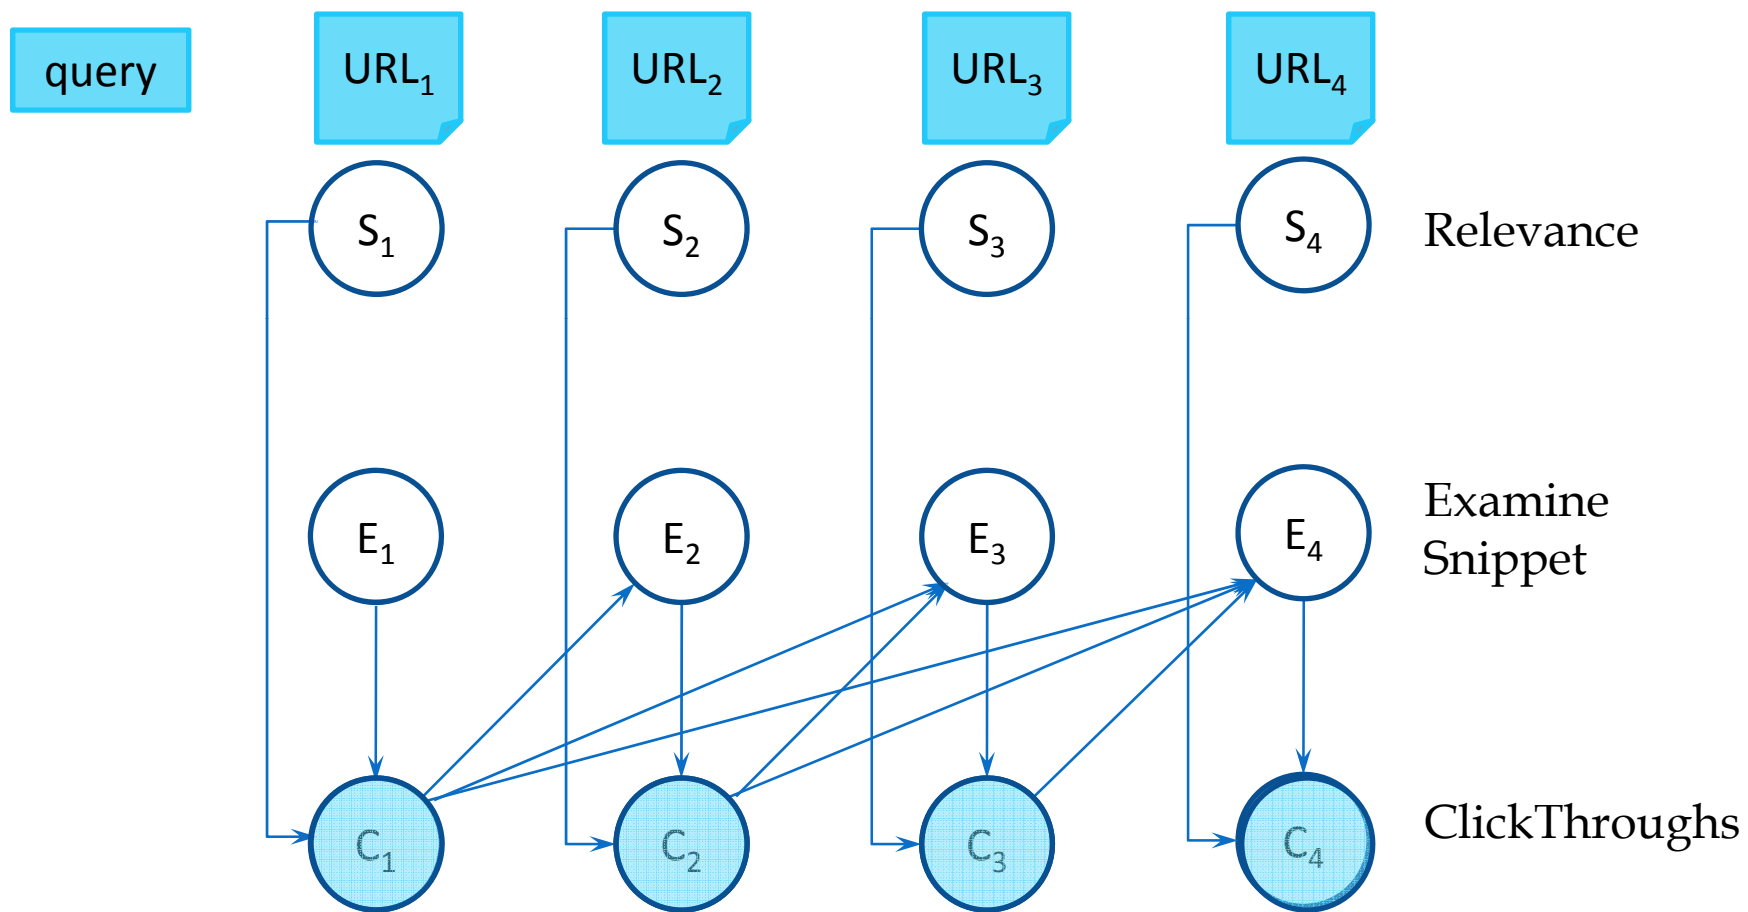 query
URL1
URL2
URL3
URL4
S1
S2
S3
S4
Relevance
E1
E2
E3
E4
Examine
Snippet
C1
C2
C3
C4
ClickThroughs